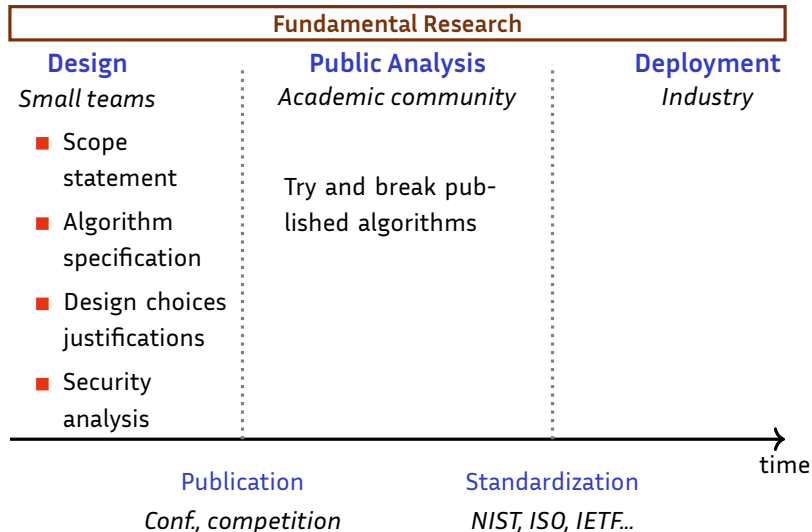 Fundamental Research
Design
Small teams
Scope
statement
Algorithm
specification
Design choices
justifications
Security
analysis
Public Analysis
Academic community
Try and break pub-
lished algorithms
Deployment
Industry
time
Publication
Conf., competition
Standardization
NIST, ISO, IETF...